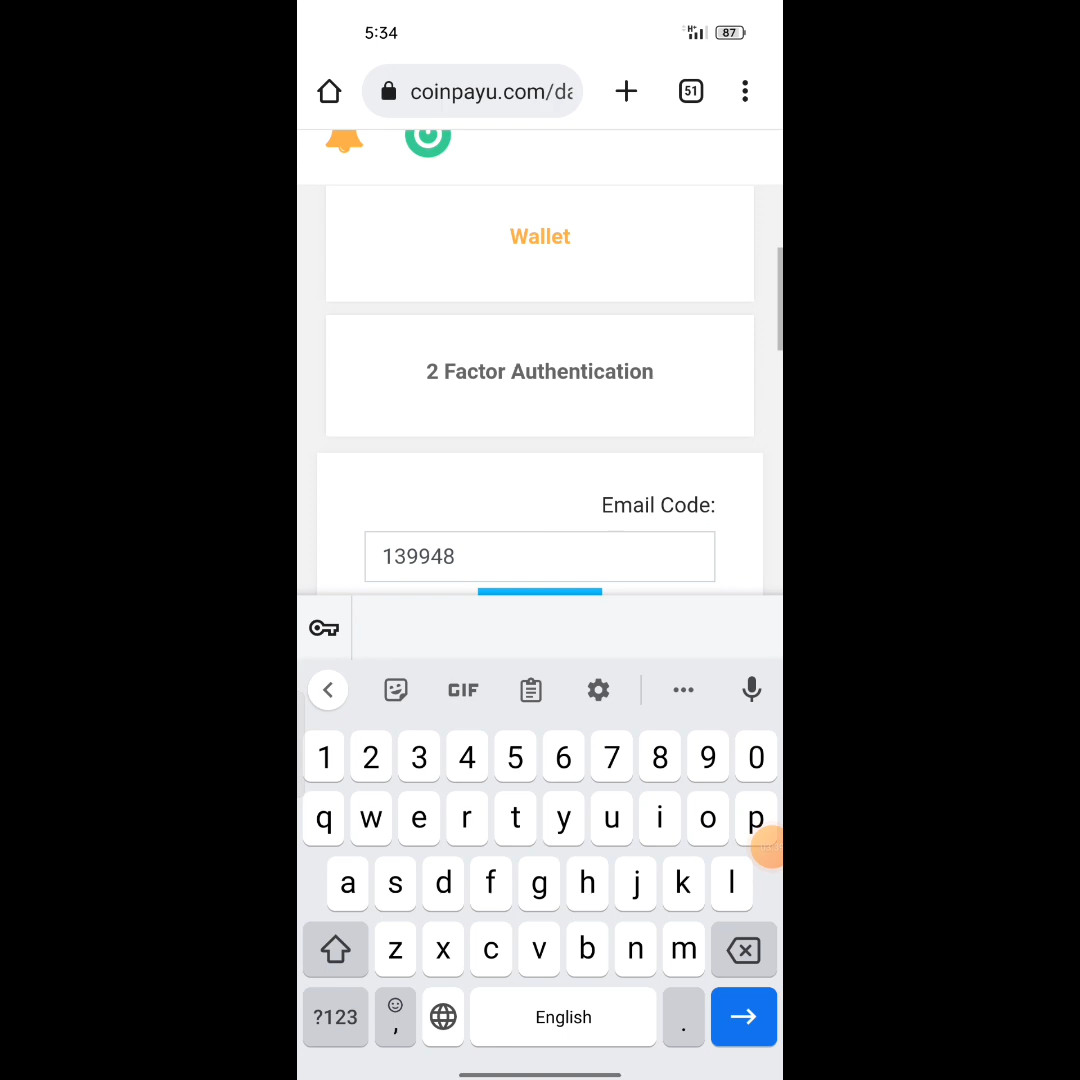 5:34
H+
87
coinpayu.com/da
51
Wallet
2 Factor Authentication
Email Code:
139948
GIF
1 2 3 4 5 6 7 8 9 0
q w e r t y u i o p
a s d f g h j k l
z x c v b n m
?123 , English .